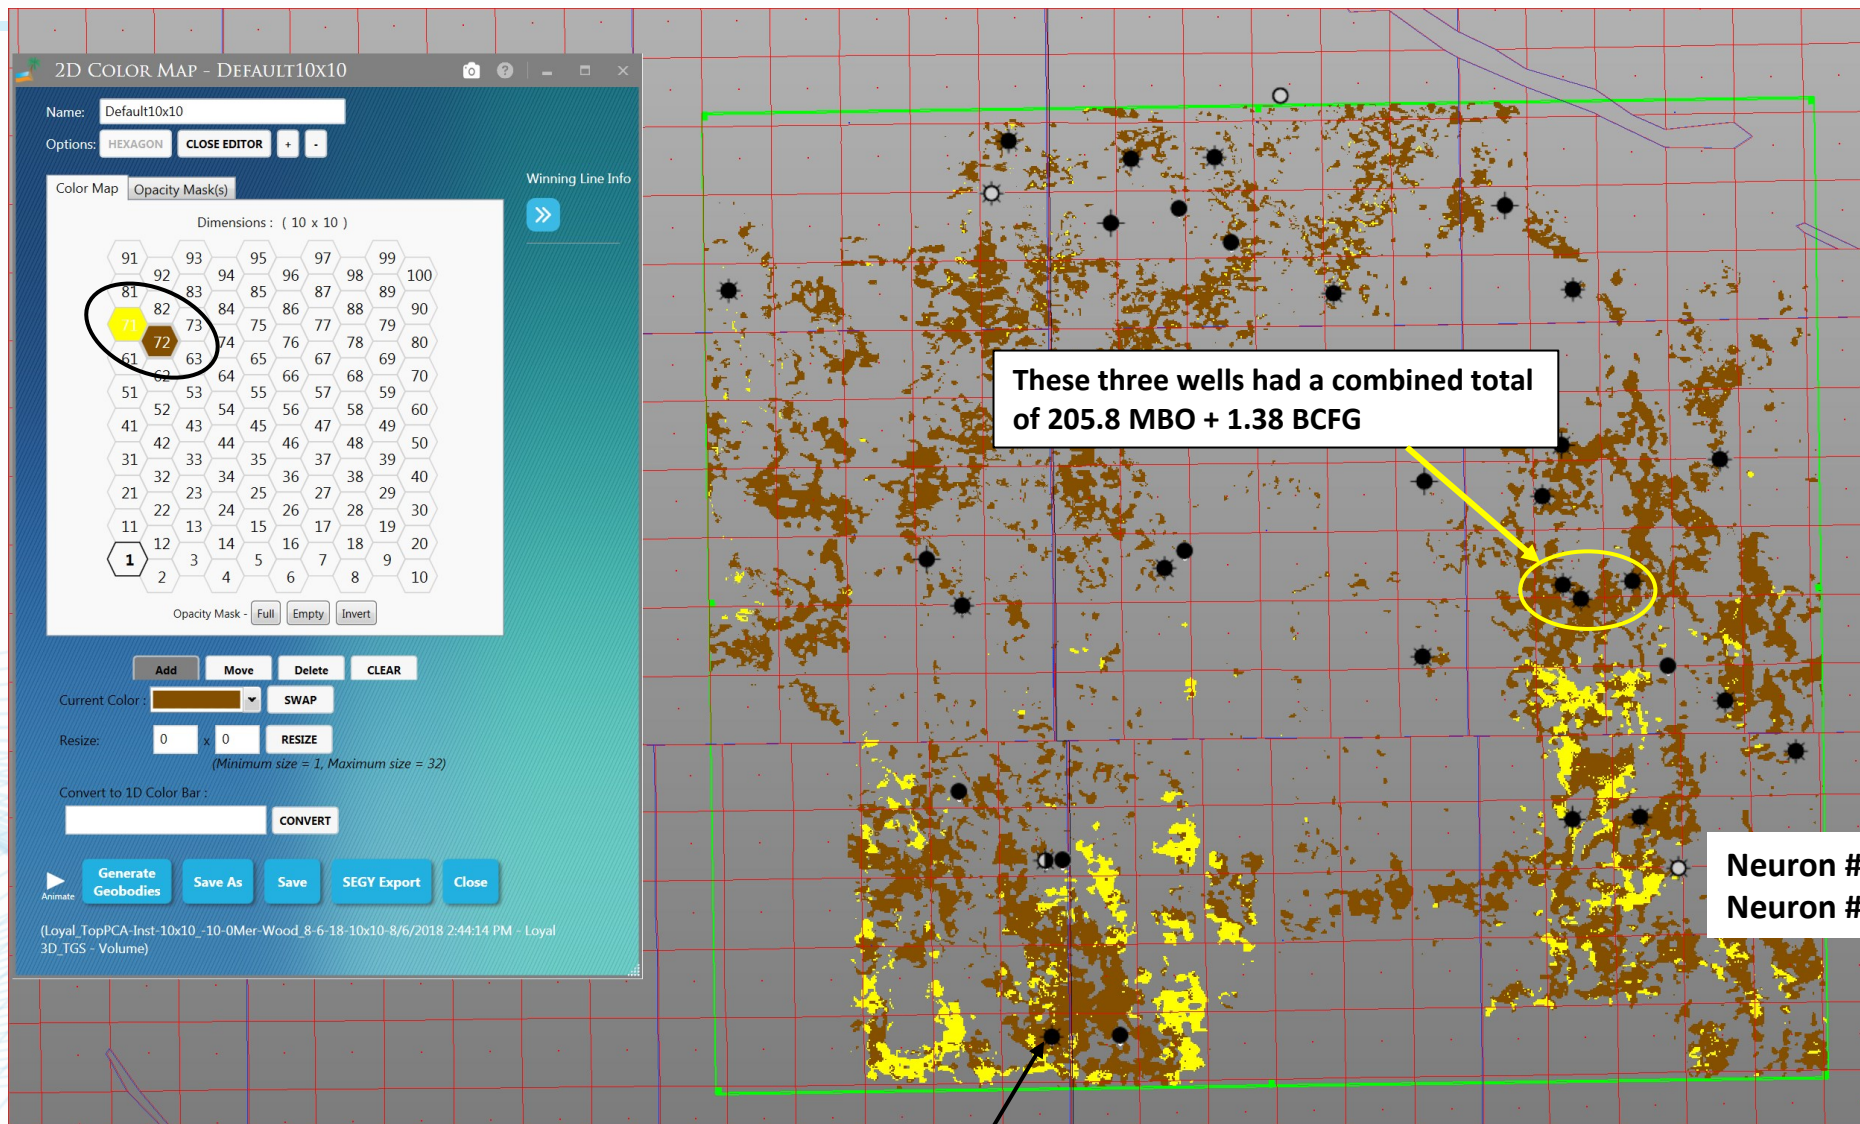 2D COLOR MAP - DEFAULT10X10
Name: Default10x10
Options: HEXAGON CLOSE EDITOR + -
Color Map Opacity Mask(s)
Winning Line Info
Dimensions : ( 10 x 10 )
91 93 95 97 99
92 94 96 98 100
81 83 85 87 89
82 84 86 88 90
71 73 75 77 79
72 74 76 78 80
61 63 65 67 69
62 64 66 68 70
51 53 55 57 59
52 54 56 58 60
41 43 45 47 49
42 44 46 48 50
31 33 35 37 39
32 34 36 38 40
21 23 25 27 29
22 24 26 28 30
11 13 15 17 19
12 14 16 18 20
1 3 5 7 9
2 4 6 8 10
Opacity Mask - Full Empty Invert
Add Move Delete CLEAR
Current Color : SWAP
Resize: 0 x 0 RESIZE
(Minimum size = 1, Maximum size = 32)
Convert to 1D Color Bar :
CONVERT
Animate
Generate
Geobodies
Save As Save SEGY Export Close
(Loyal_TopPCA-Inst-10x10_-10-0Mer-Wood_8-6-18-10x10-8/6/2018 2:44:14 PM - Loyal
3D_TGS - Volume)
These three wells had a combined total
of 205.8 MBO + 1.38 BCFG
Neuron #
Neuron #